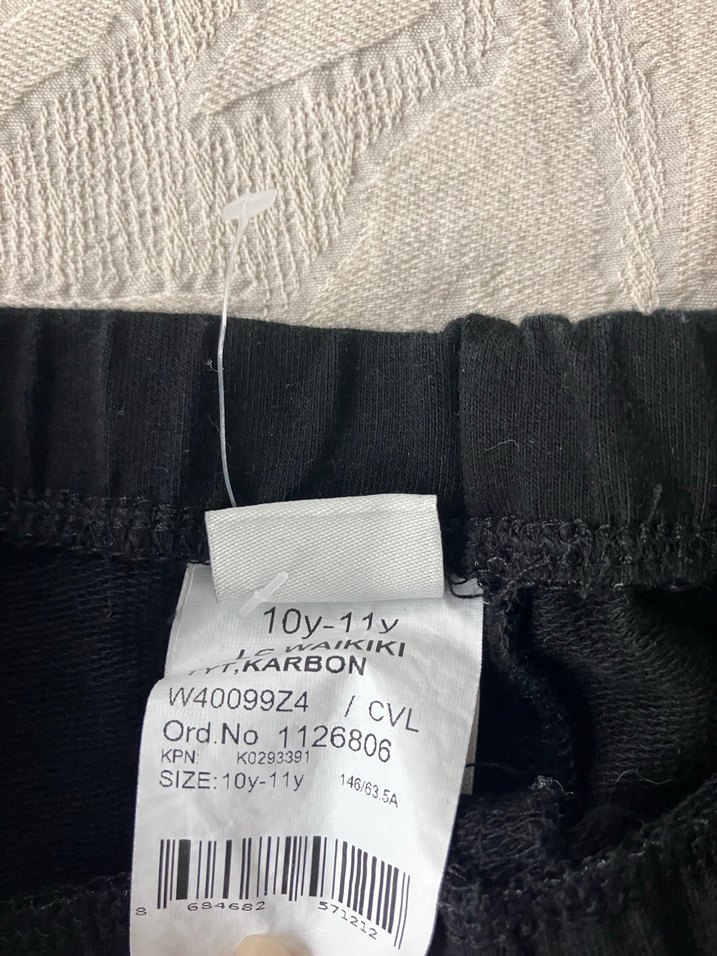 10y-11y
LC WAIKIKI
TYT,KARBON
W40099Z4 / CVL
Ord.No 1126806
KPN: K0293391
SIZE:10y-11y 146/63.5A
8 684682 571212